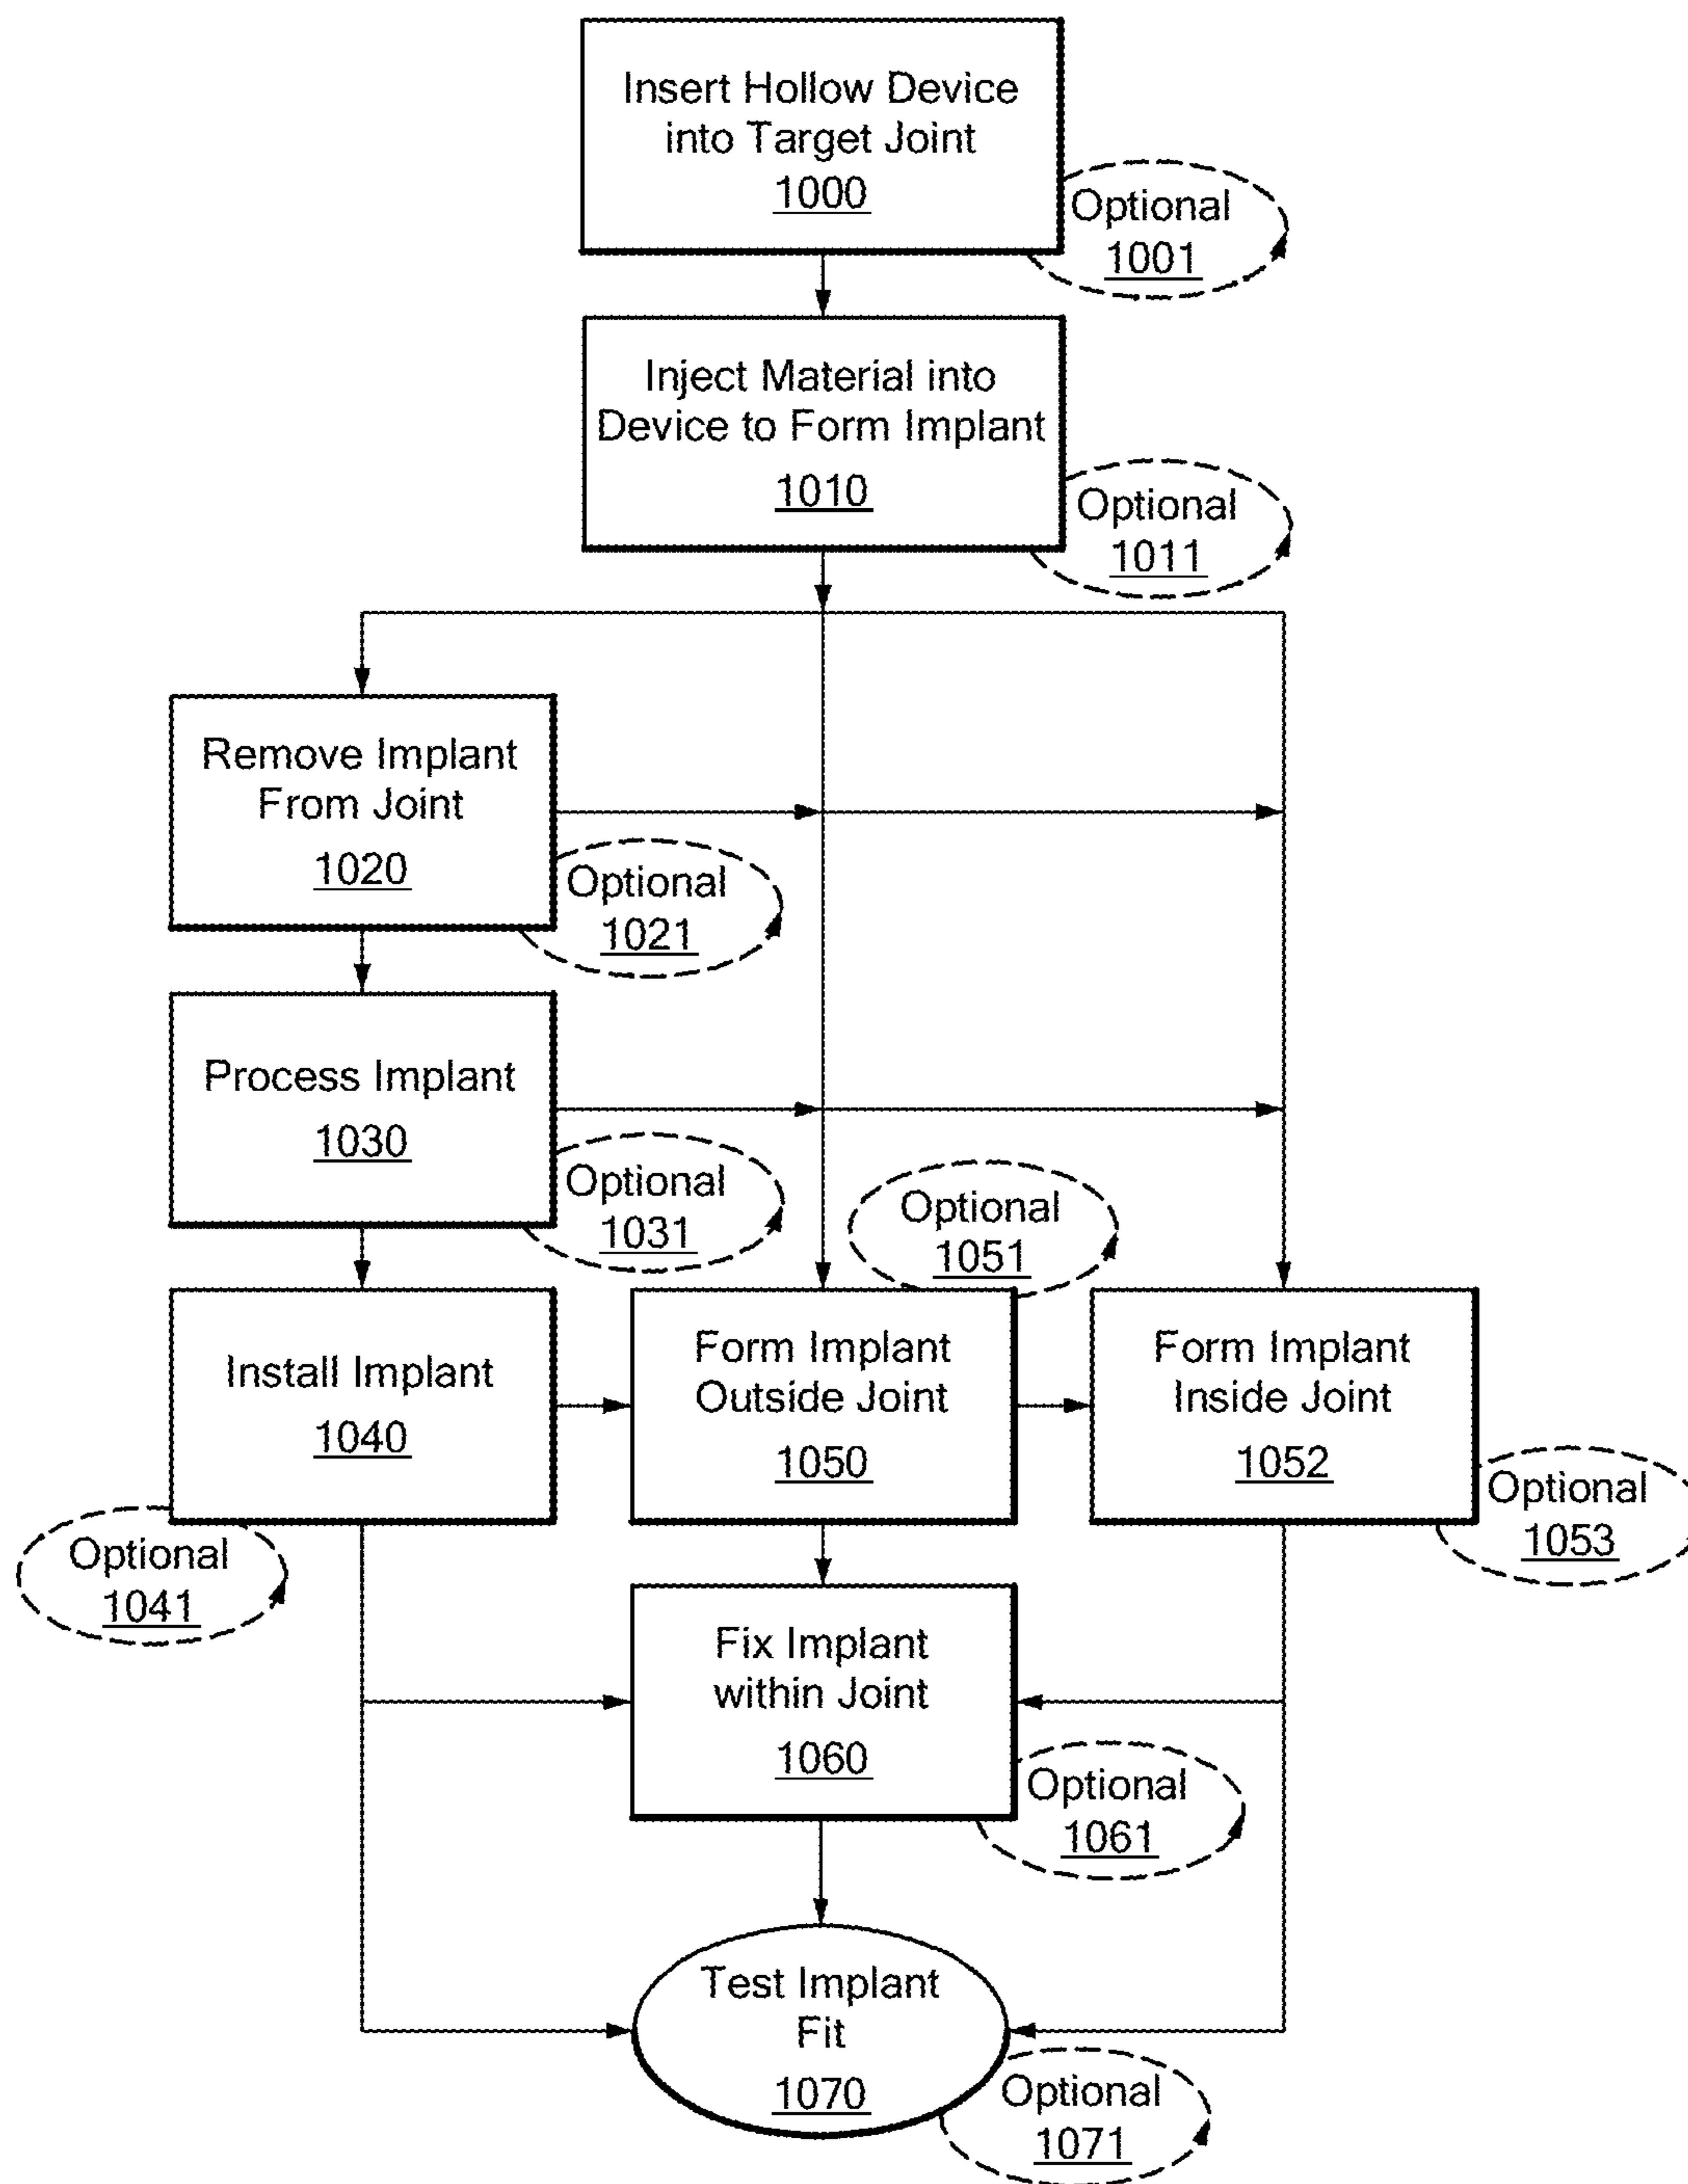 Insert Hollow Device
into Target Joint
1000
Optional
1001
Inject Material into
Device to Form Implant
1010
Optional
1011
Remove Implant
From Joint
1020
Optional
1021
Process Implant
1030
Optional
1031
Optional
1051
Install Implant
1040
Optional
1041
Form Implant
Outside Joint
1050
Form Implant
Inside Joint
1052
Optional
1053
Fix Implant
within Joint
1060
Optional
1061
Test Implant
Fit
1070
Optional
1071